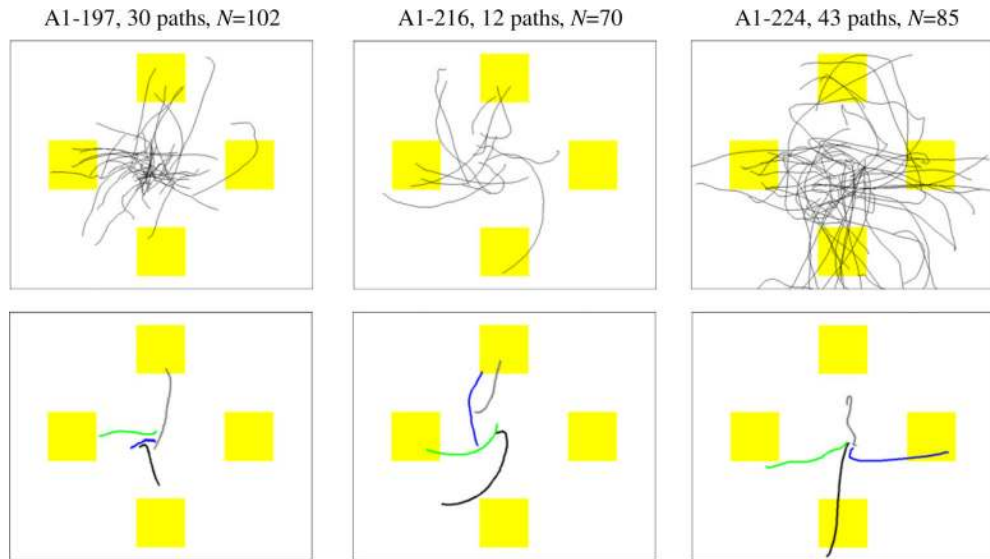 A1-197, 30 paths, N=102
A1-216, 12 paths, N=70
A1-224, 43 paths, N=85